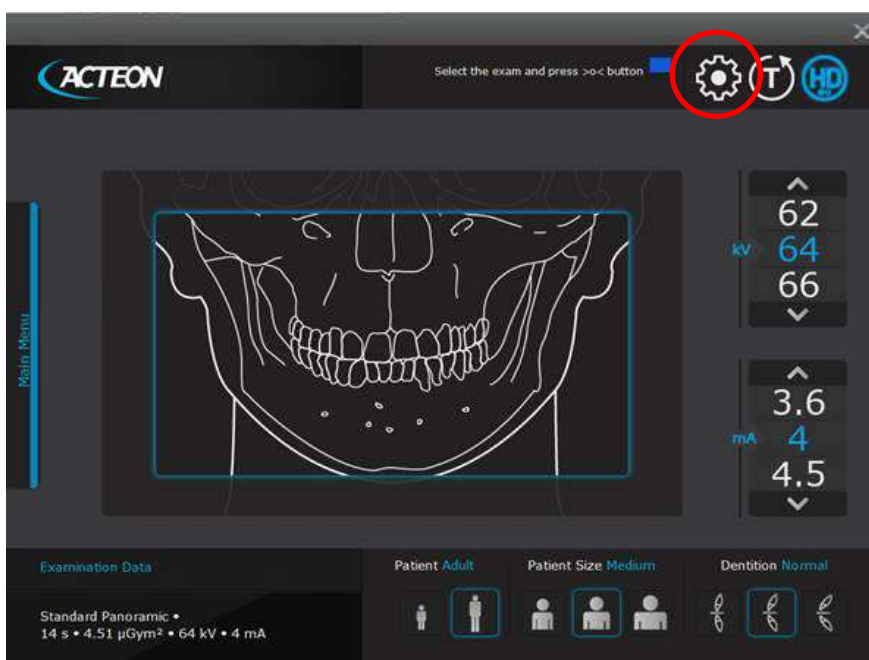 ACTEON
Select the exam and press >o< button
T
HD
Main Menu
62
kV 64
66
3.6
mA 4
4.5
Examination Data
Patient Adult
Patient Size Medium
Dentition Normal
Standard Panoramic •
14 s • 4.51 µGym² • 64 kV • 4 mA